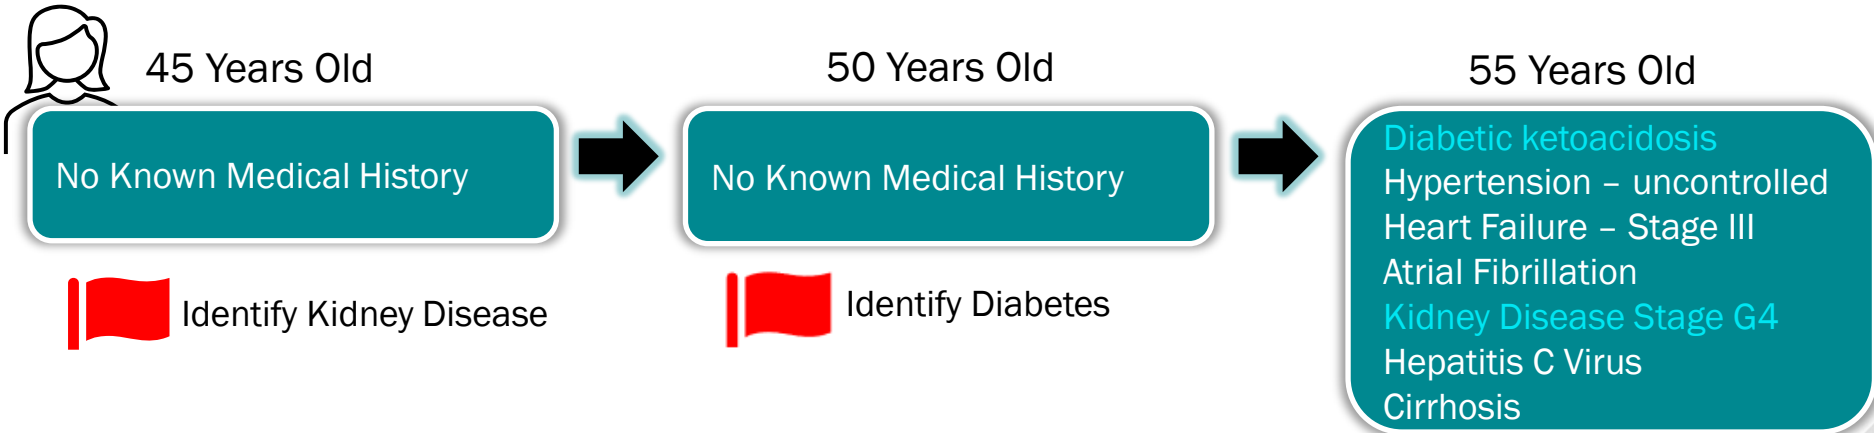 45 Years Old
No Known Medical History
Identify Kidney Disease
50 Years Old
No Known Medical History
Identify Diabetes
55 Years Old
Diabetic ketoacidosis
Hypertension – uncontrolled
Heart Failure – Stage III
Atrial Fibrillation
Kidney Disease Stage G4
Hepatitis C Virus
Cirrhosis